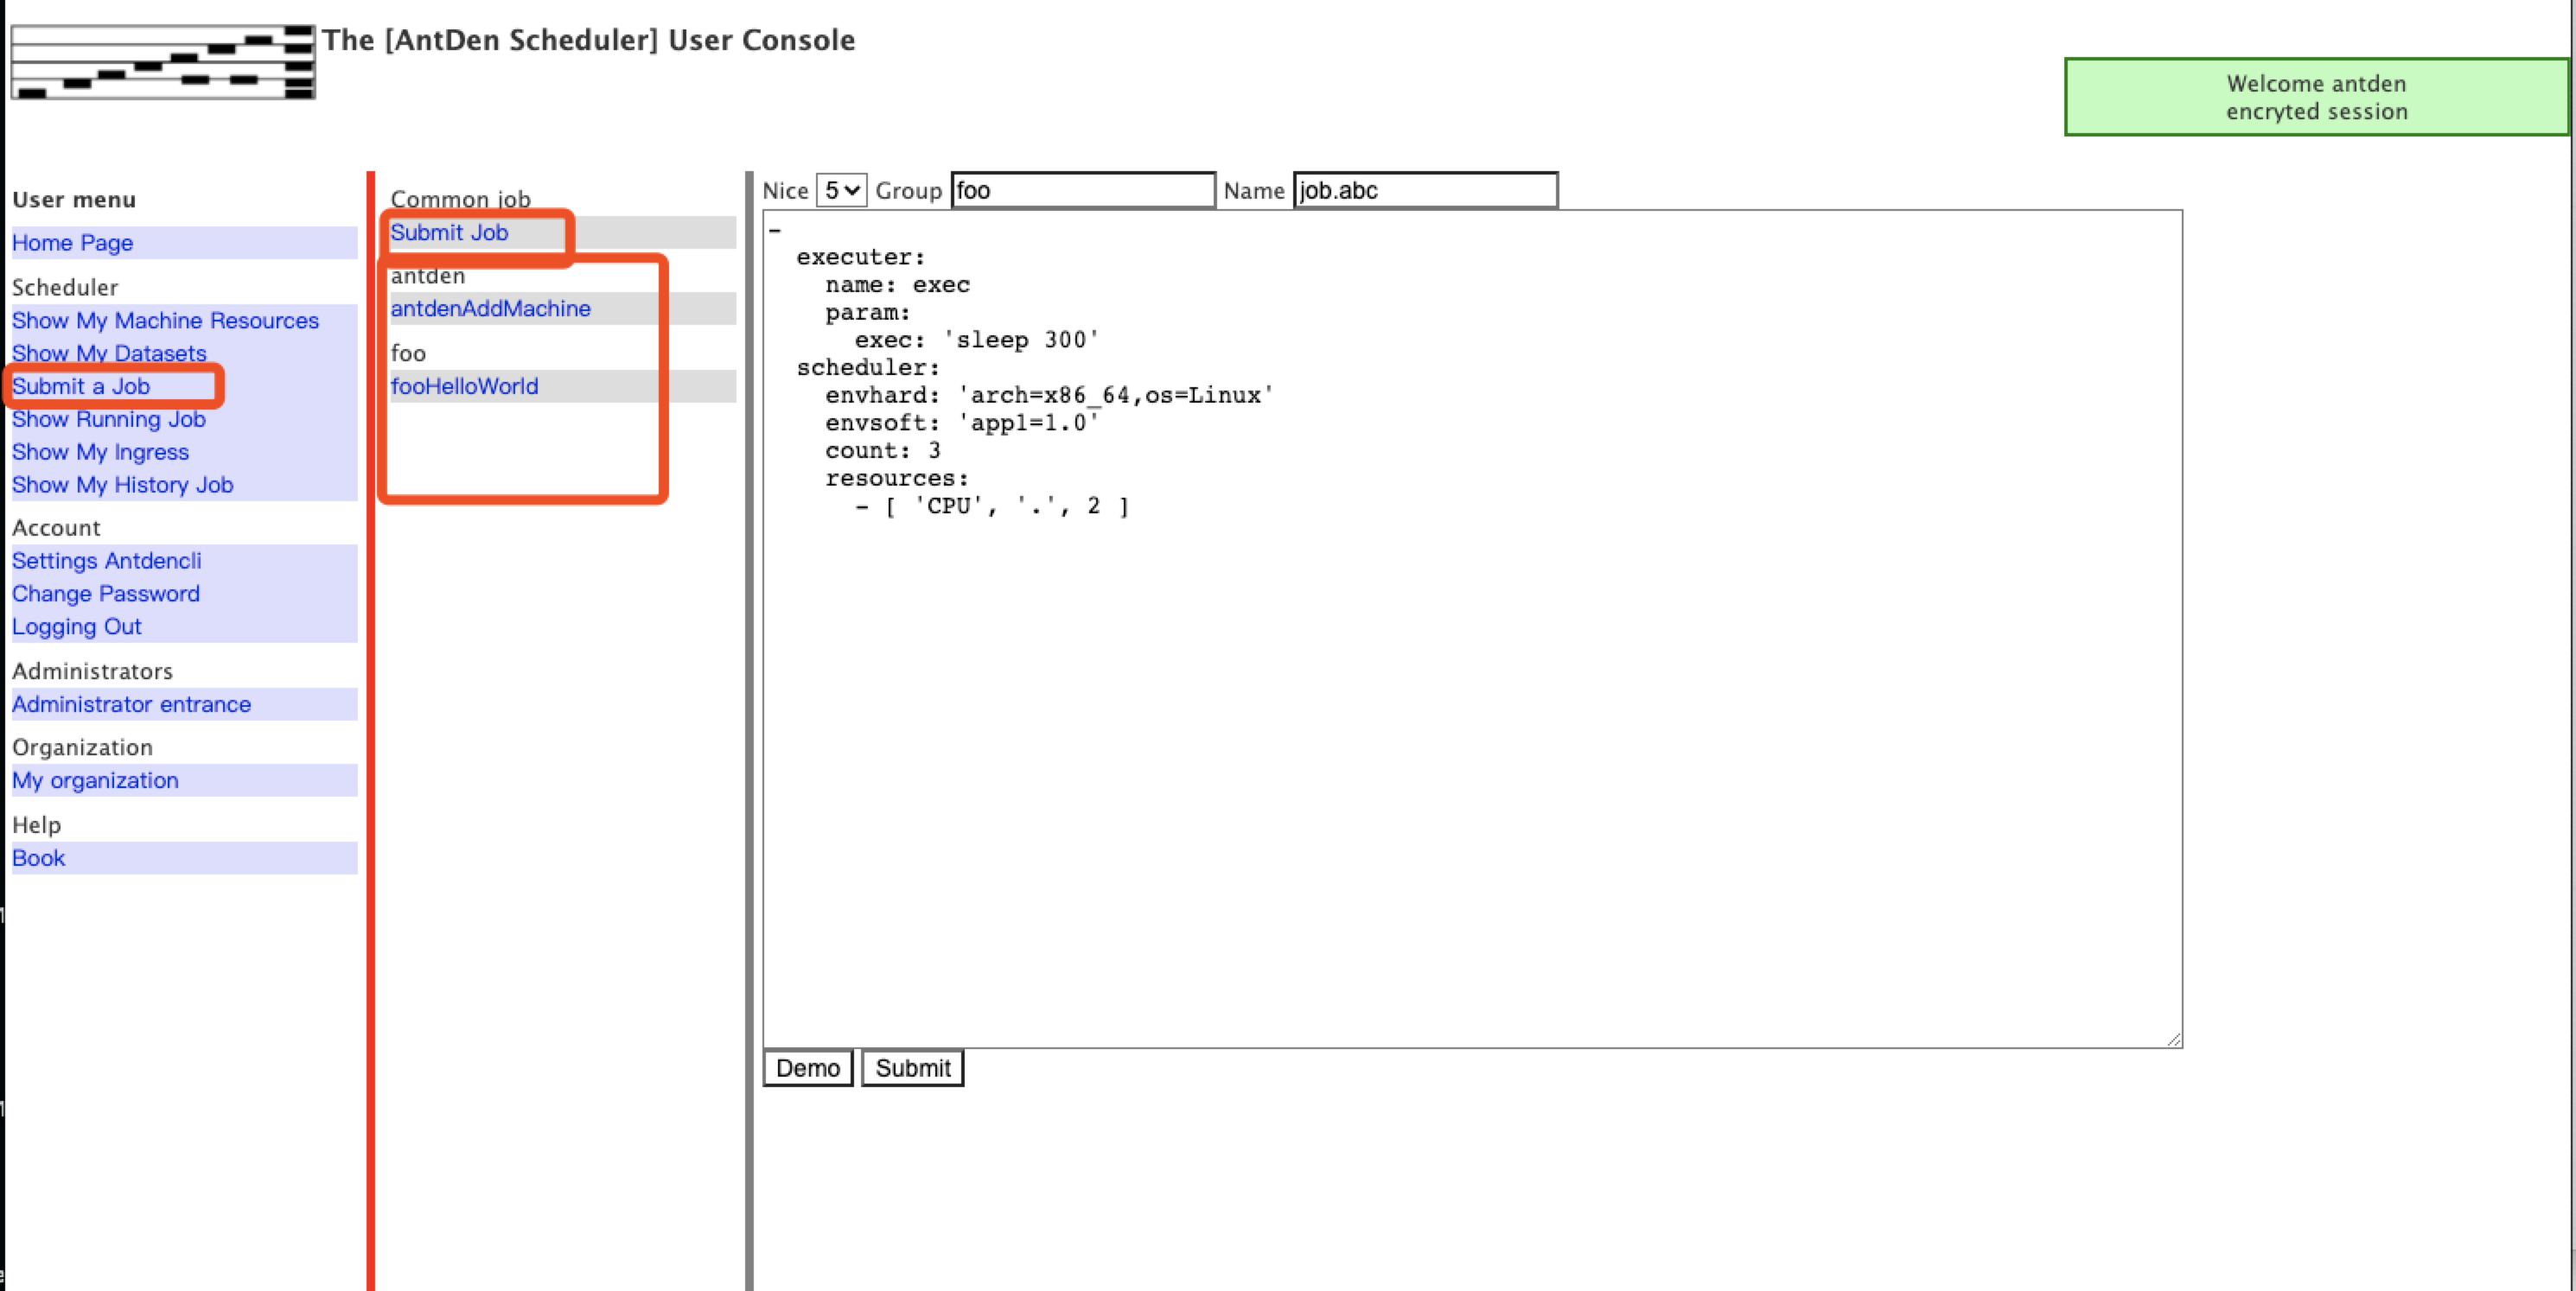 The [AntDen Scheduler] User Console
Welcome antden
encryted session
User menu
Home Page
Scheduler
Show My Machine Resources
Show My Datasets
Submit a Job
Show Running Job
Show My Ingress
Show My History Job
Account
Settings Antdencli
Change Password
Logging Out
Administrators
Administrator entrance
Organization
My organization
Help
Book
Common job
Submit Job
antden
antdenAddMachine
foo
fooHelloWorld
Nice 5 Group foo Name job.abc
-
  executer:
    name: exec
    param:
      exec: 'sleep 300'
  scheduler:
    envhard: 'arch=x86_64,os=Linux'
    envsoft: 'app1=1.0'
    count: 3
    resources:
      - [ 'CPU', '.', 2 ]
Demo Submit